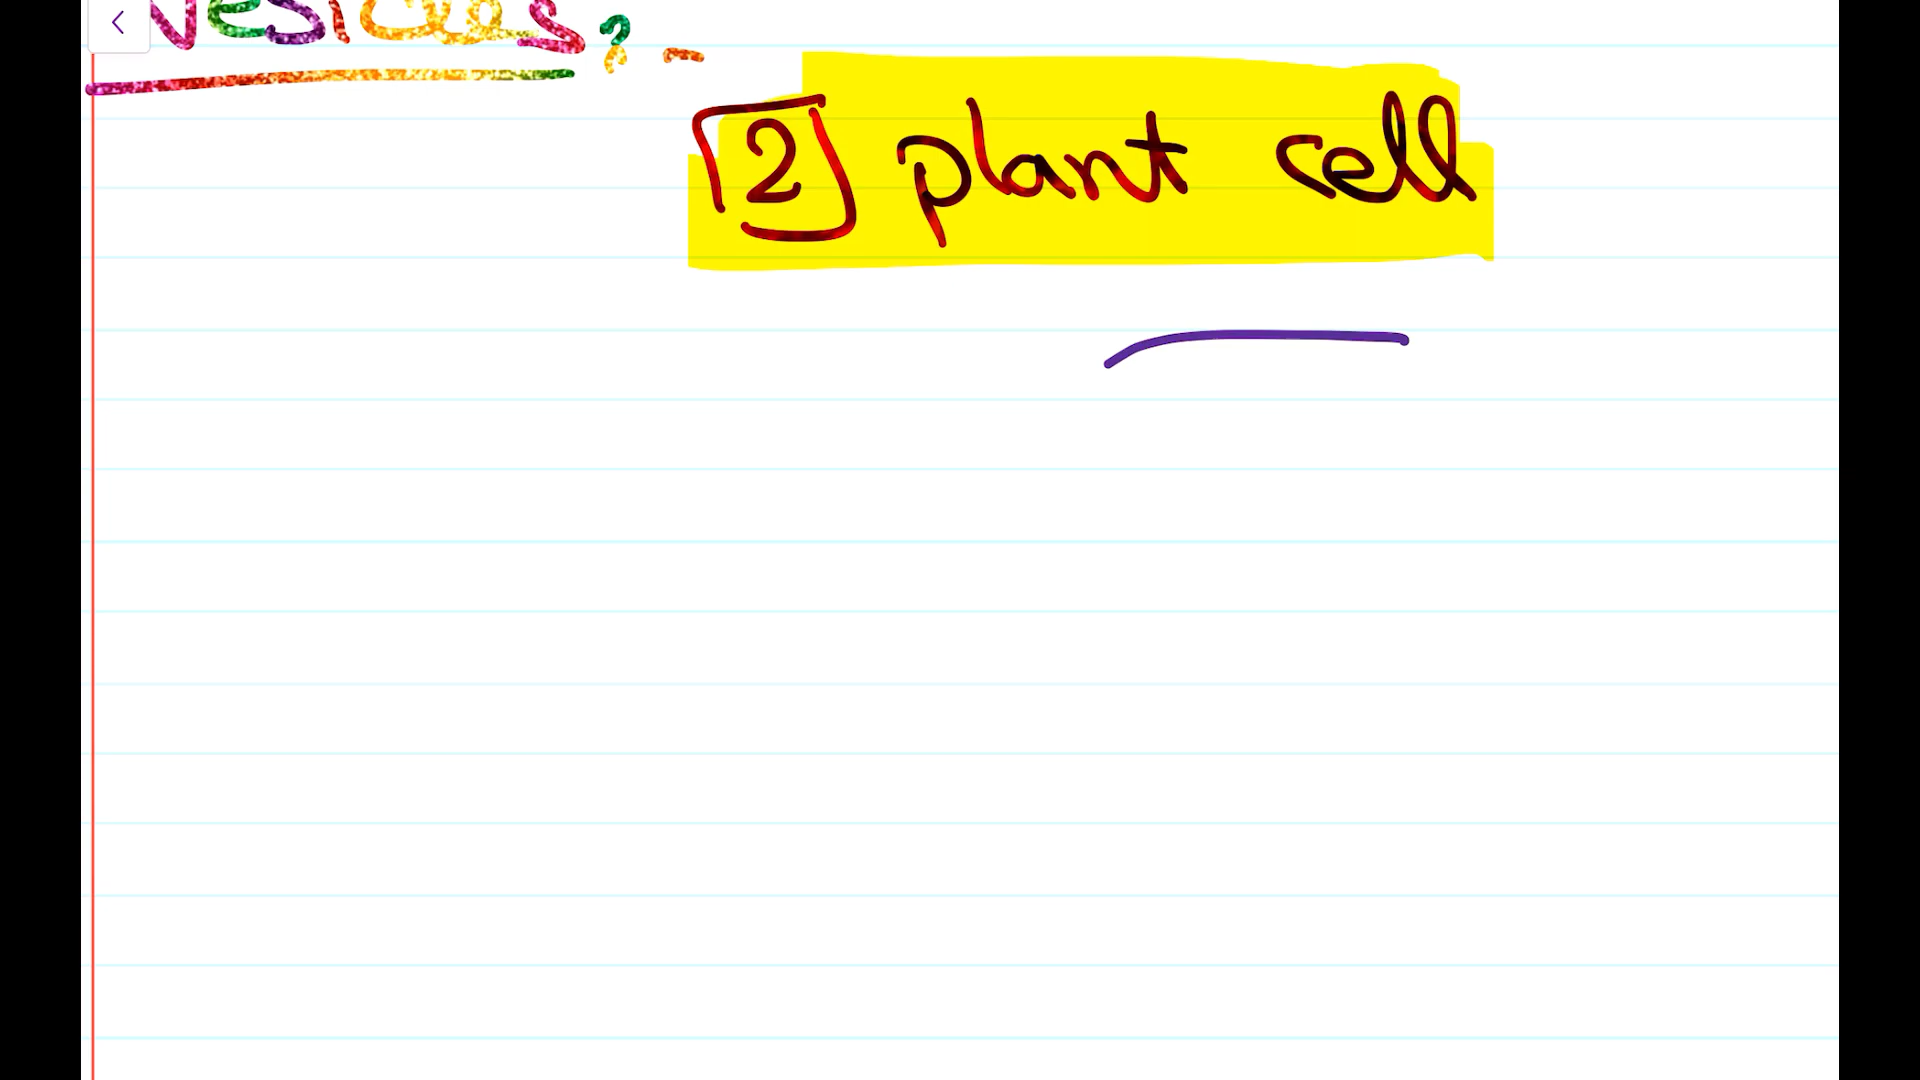 vesicles ? -
[2] plant cell